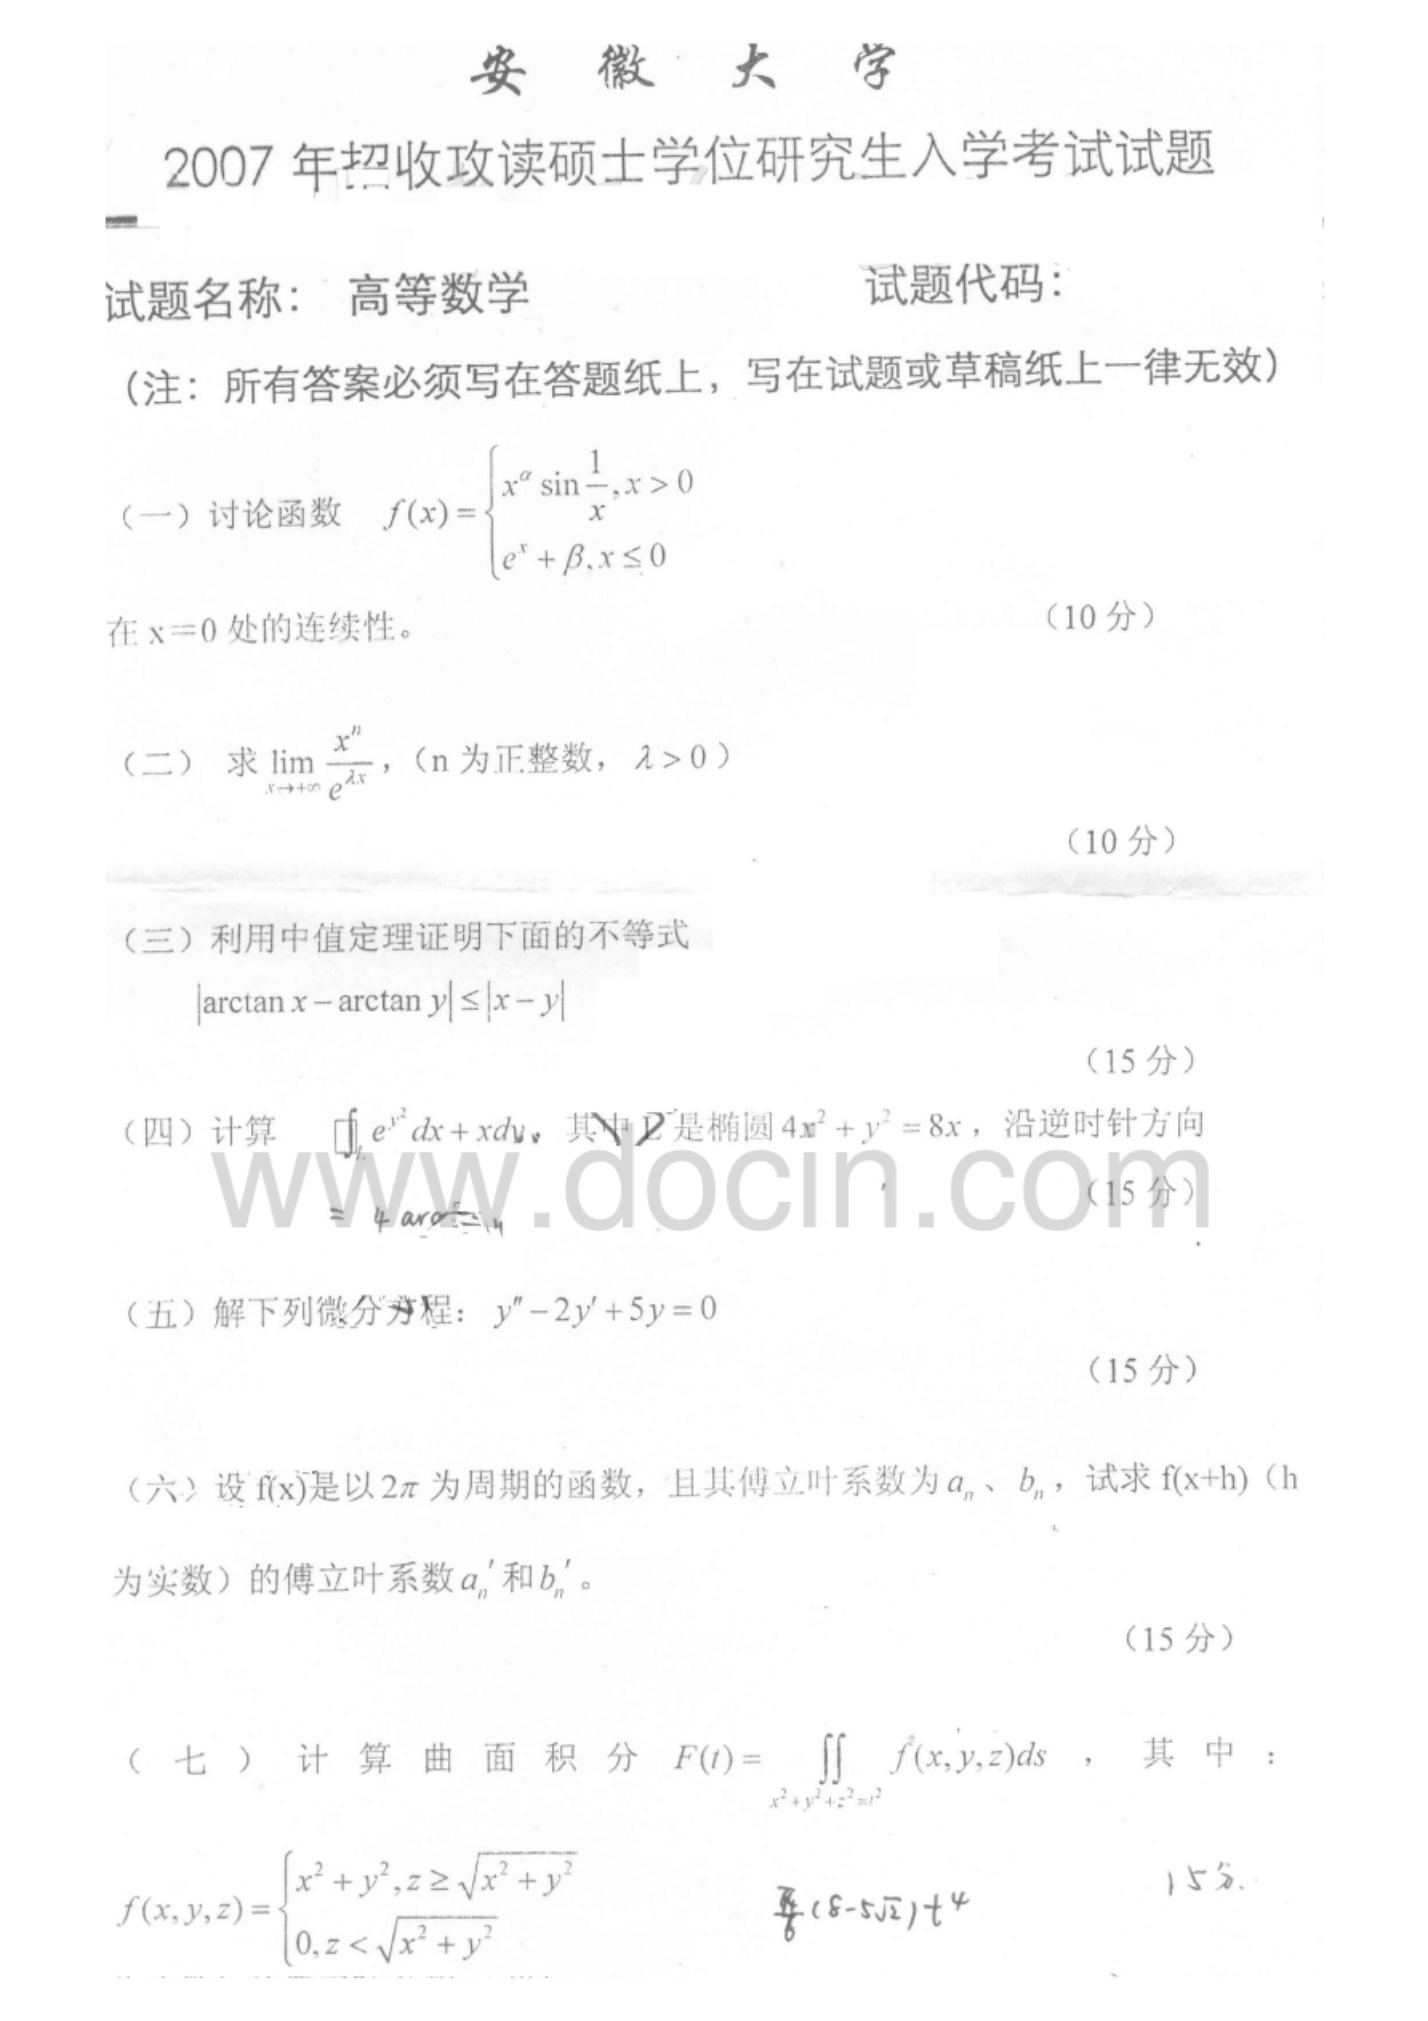 安 徽 大 学
2007 年招收攻读硕士学位研究生入学考试试题
试题名称： 高等数学 试题代码：
（注：所有答案必须写在答题纸上，写在试题或草稿纸上一律无效）
（一）讨论函数 f(x) = { x^α sin 1/x, x > 0
e^x + β, x ≤ 0
在 x＝0 处的连续性。 （10 分）
（二） 求 lim x→+∞ x^n / e^{λx} ，（n 为正整数， λ > 0 ）
（10 分）
（三）利用中值定理证明下面的不等式
|arctan x − arctan y| ≤ |x − y|
（15 分）
（四）计算 ∮_L e^{y²} dx + xdy。 其中 L 是椭圆 4x² + y² = 8x ，沿逆时针方向
（15 分）
= 4
www.docin.com
（五）解下列微分方程： y″ − 2y′ + 5y = 0
（15 分）
（六）设 f(x)是以 2π 为周期的函数，且其傅立叶系数为 a_n 、 b_n ，试求 f(x+h)（h
为实数）的傅立叶系数 a_n′ 和 b_n′ 。
（15 分）
（七）计算曲面积分 F(t) = ∬_{x²+y²+z²=t²} f(x, y, z)ds ，其中：
f(x, y, z) = { x² + y², z ≥ √(x² + y²)
0, z < √(x² + y²)
π/6 (8-5√2) t⁴ 15分.